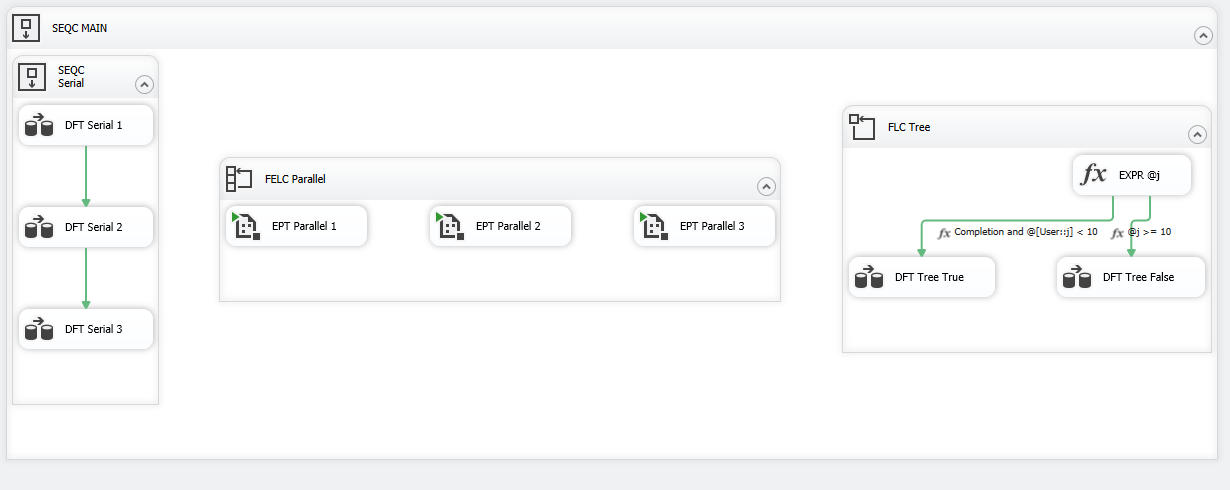 SEQC MAIN
SEQC
Serial
DFT Serial 1
DFT Serial 2
DFT Serial 3
FELC Parallel
EPT Parallel 1
EPT Parallel 2
EPT Parallel 3
FLC Tree
fx EXPR @j
fx Completion and @[User::j] < 10
fx @j >= 10
DFT Tree True
DFT Tree False